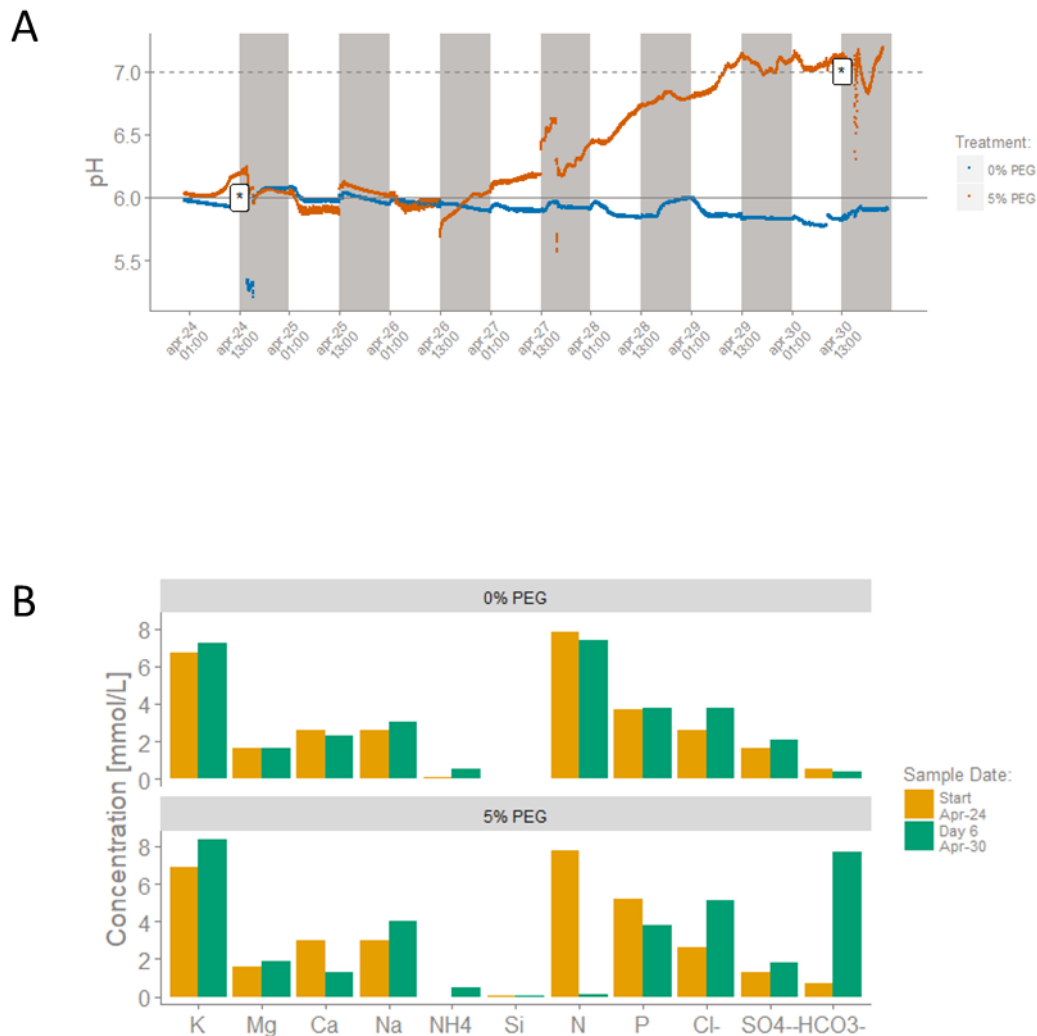 A
7.0
6.5
6.0
5.5
pH
*
*
apr-24 01:00
apr-24 13:00
apr-25 01:00
apr-25 13:00
apr-26 01:00
apr-26 13:00
apr-27 01:00
apr-27 13:00
apr-28 01:00
apr-28 13:00
apr-29 01:00
apr-29 13:00
apr-30 01:00
apr-30 13:00
Treatment:
0% PEG
5% PEG
B
Concentration [mmol/L]
0% PEG
8
6
4
2
0
5% PEG
8
6
4
2
0
K Mg Ca Na NH4 Si N P Cl- SO4-- HCO3-
Sample Date:
Start
Apr-24
Day 6
Apr-30